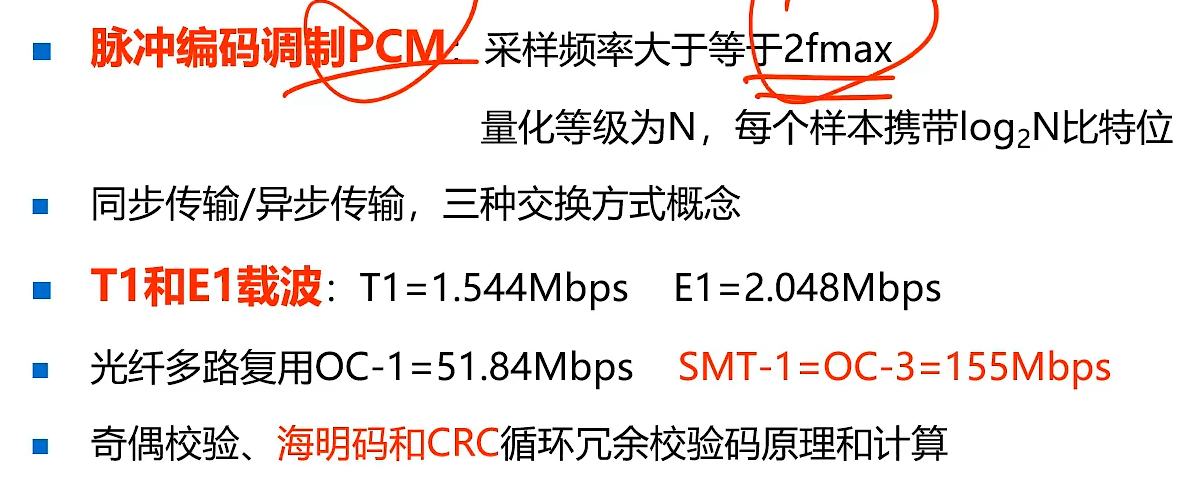 脉冲编码调制PCM：采样频率大于等于2fmax
量化等级为N，每个样本携带log₂N比特位
同步传输/异步传输，三种交换方式概念
T1和E1载波：T1=1.544Mbps E1=2.048Mbps
光纤多路复用OC-1=51.84Mbps SMT-1=OC-3=155Mbps
奇偶校验、海明码和CRC循环冗余校验码原理和计算